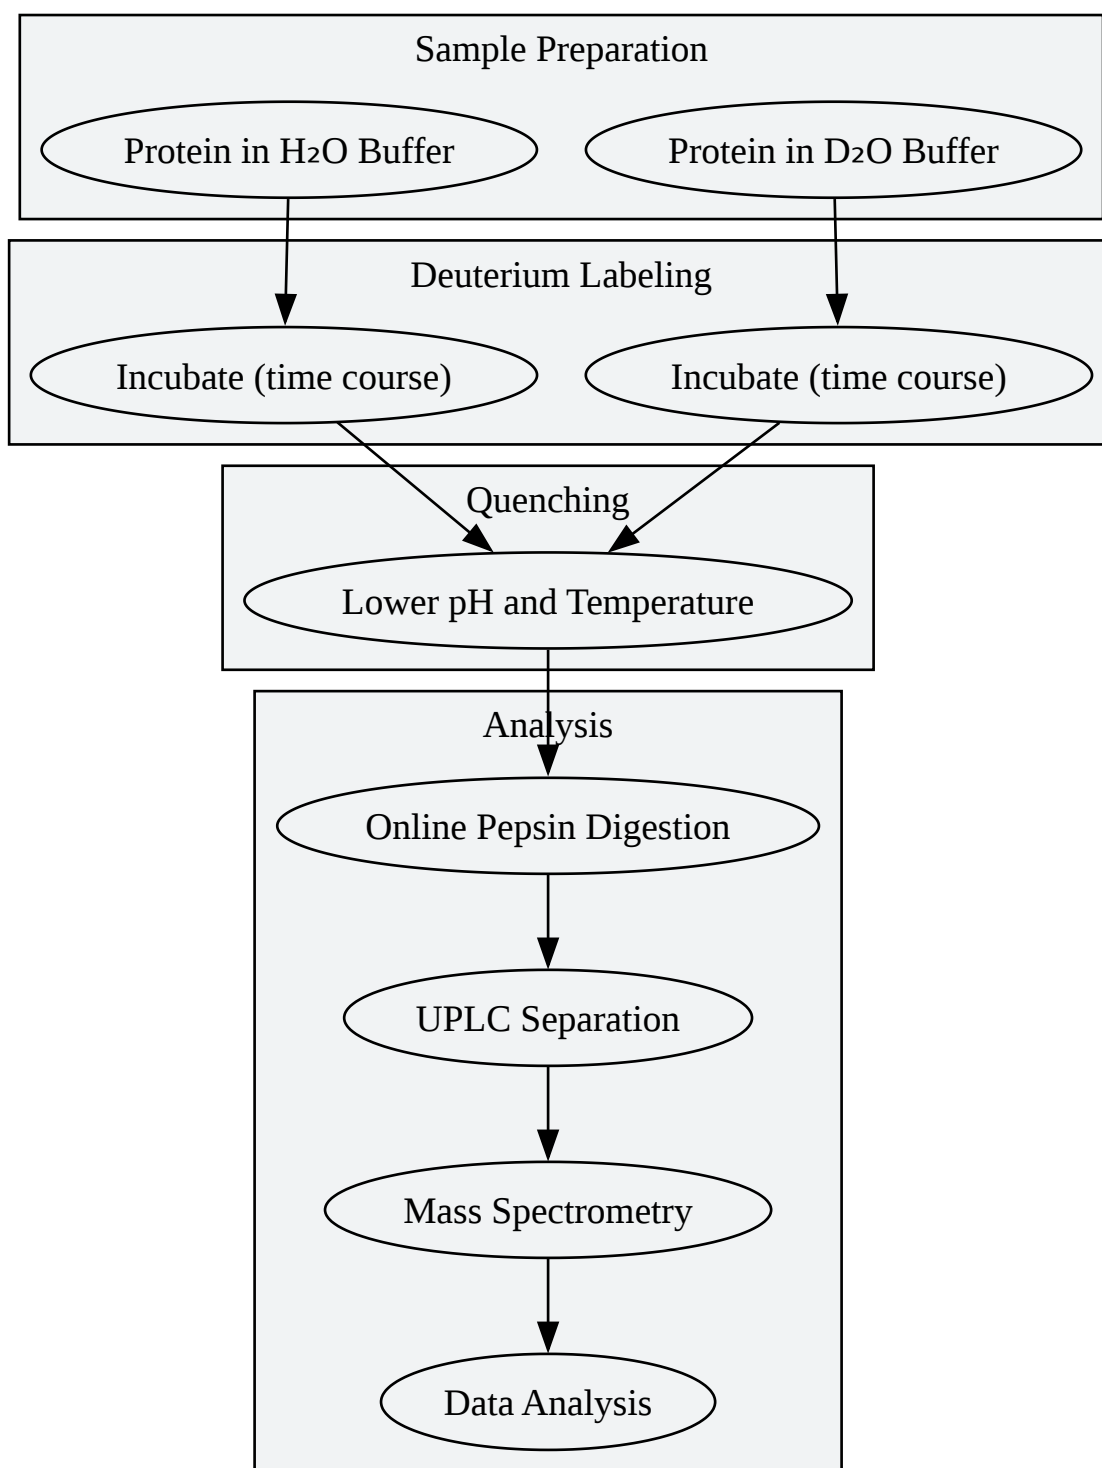 Sample Preparation
Protein in H₂O Buffer
Protein in D₂O Buffer
Deuterium Labeling
Incubate (time course)
Incubate (time course)
Quenching
Lower pH and Temperature
Analysis
Online Pepsin Digestion
UPLC Separation
Mass Spectrometry
Data Analysis